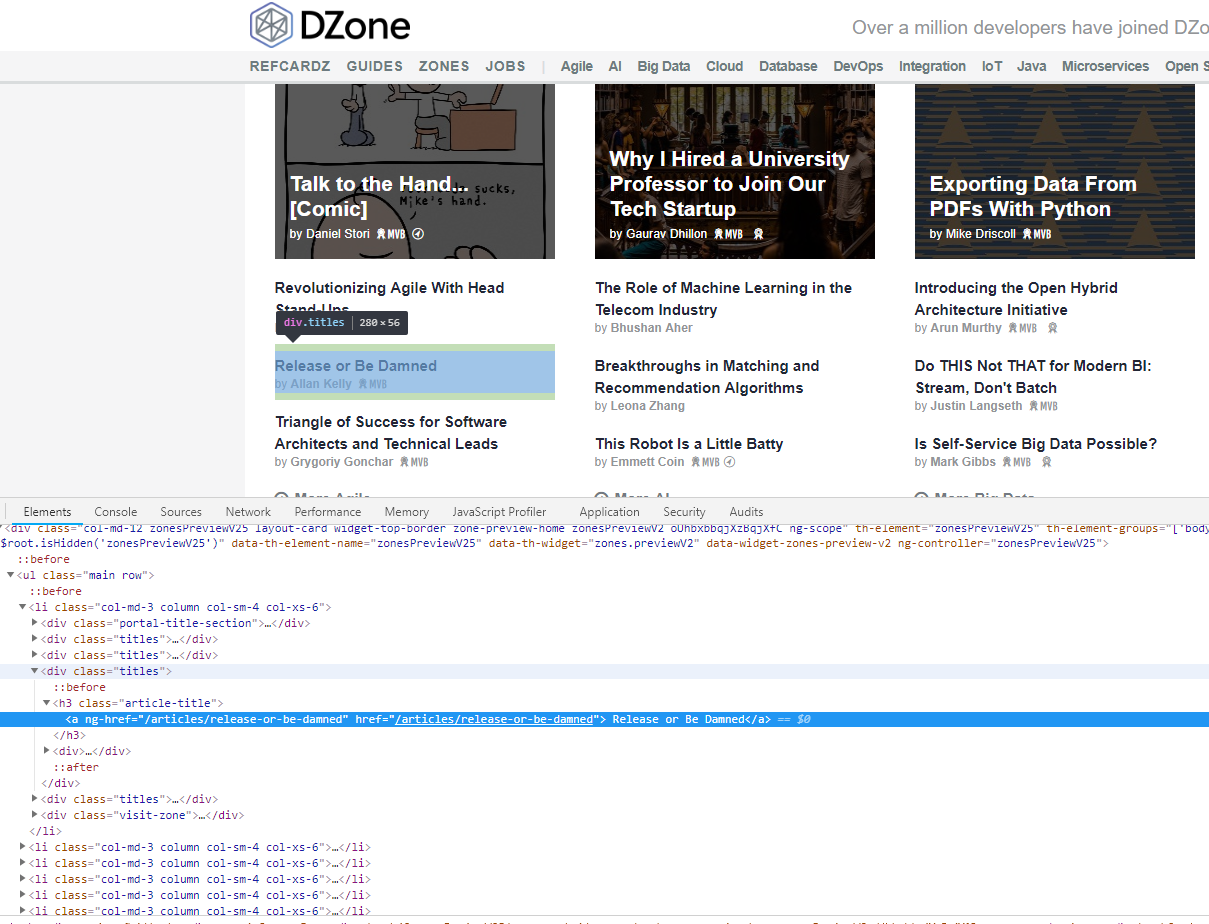 DZone
Over a million developers have joined DZo
REFCARDZ GUIDES ZONES JOBS | Agile AI Big Data Cloud Database DevOps Integration IoT Java Microservices Open S
sucks,
Mike's hand.
Talk to the Hand...
[Comic]
by Daniel Stori MVB
Why I Hired a University
Professor to Join Our
Tech Startup
by Gaurav Dhillon MVB
Exporting Data From
PDFs With Python
by Mike Driscoll MVB
Revolutionizing Agile With Head
Stand-Ups
div.titles | 280 × 56
Release or Be Damned
by Allan Kelly MVB
Triangle of Success for Software
Architects and Technical Leads
by Grygoriy Gonchar MVB
More Agile
The Role of Machine Learning in the
Telecom Industry
by Bhushan Aher
Breakthroughs in Matching and
Recommendation Algorithms
by Leona Zhang
This Robot Is a Little Batty
by Emmett Coin MVB
More AI
Introducing the Open Hybrid
Architecture Initiative
by Arun Murthy MVB
Do THIS Not THAT for Modern BI:
Stream, Don't Batch
by Justin Langseth MVB
Is Self-Service Big Data Possible?
by Mark Gibbs MVB
More Big Data
Elements Console Sources Network Performance Memory JavaScript Profiler Application Security Audits
<div class="col-md-12 zonesPreviewV25 layout-card widget-top-border zone-preview-home zonesPreviewV2 oUhbxbbqjXzBqjXfC ng-scope" th-element="zonesPreviewV25" th-element-groups="['body
$root.isHidden('zonesPreviewV25')" data-th-element-name="zonesPreviewV25" data-th-widget="zones.previewV2" data-widget-zones-preview-v2 ng-controller="zonesPreviewV25">
::before
<ul class="main row">
::before
<li class="col-md-3 column col-sm-4 col-xs-6">
<div class="portal-title-section">…</div>
<div class="titles">…</div>
<div class="titles">…</div>
<div class="titles">
::before
<h3 class="article-title">
<a ng-href="/articles/release-or-be-damned" href="/articles/release-or-be-damned"> Release or Be Damned</a> == $0
</h3>
<div>…</div>
::after
</div>
<div class="titles">…</div>
<div class="visit-zone">…</div>
</li>
<li class="col-md-3 column col-sm-4 col-xs-6">…</li>
<li class="col-md-3 column col-sm-4 col-xs-6">…</li>
<li class="col-md-3 column col-sm-4 col-xs-6">…</li>
<li class="col-md-3 column col-sm-4 col-xs-6">…</li>
<li class="col-md-3 column col-sm-4 col-xs-6">…</li>